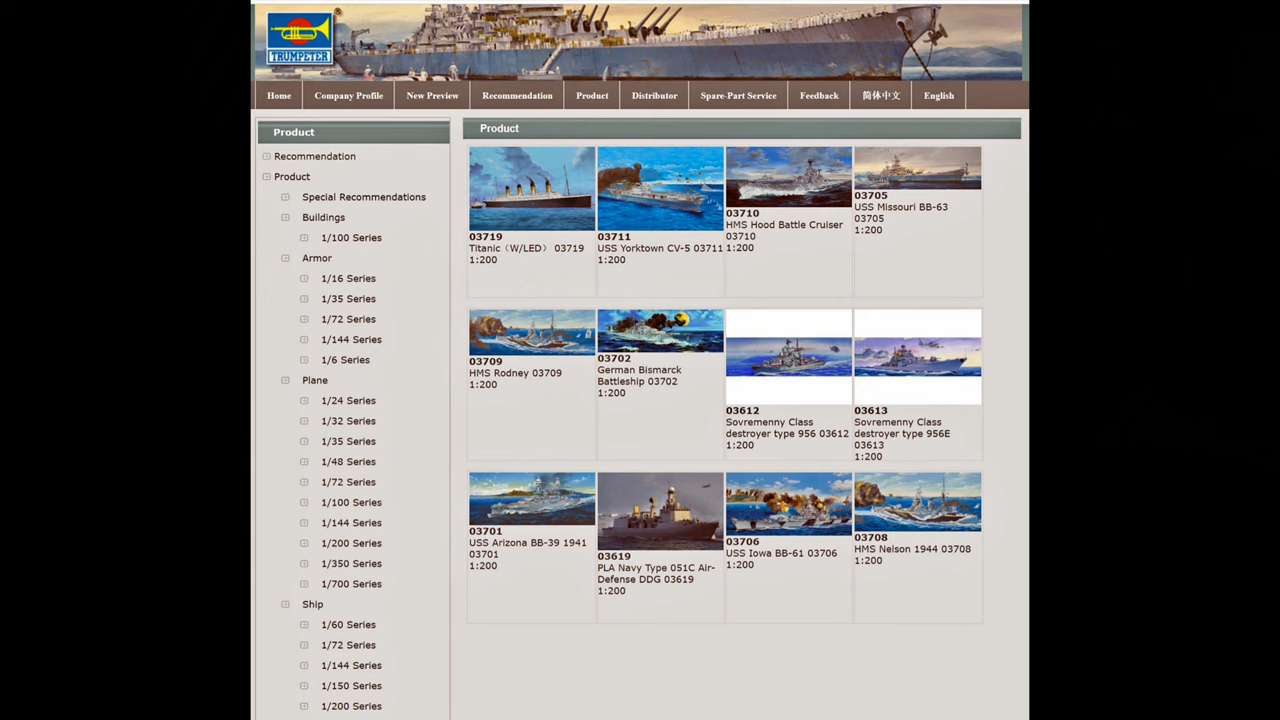 ®
TRUMPETER
Home
Company Profile
New Preview
Recommendation
Product
Distributor
Spare-Part Service
Feedback
简体中文
English
Product
Recommendation
Product
Special Recommendations
Buildings
1/100 Series
Armor
1/16 Series
1/35 Series
1/72 Series
1/144 Series
1/6 Series
Plane
1/24 Series
1/32 Series
1/35 Series
1/48 Series
1/72 Series
1/100 Series
1/144 Series
1/200 Series
1/350 Series
1/700 Series
Ship
1/60 Series
1/72 Series
1/144 Series
1/150 Series
1/200 Series
Product
03719
Titanic（W/LED） 03719
1:200
03711
USS Yorktown CV-5 03711
1:200
03710
HMS Hood Battle Cruiser
03710
1:200
03705
USS Missouri BB-63
03705
1:200
03709
HMS Rodney 03709
1:200
03702
German Bismarck
Battleship 03702
1:200
03612
Sovremenny Class
destroyer type 956 03612
1:200
03613
Sovremenny Class
destroyer type 956E
03613
1:200
03701
USS Arizona BB-39 1941
03701
1:200
03619
PLA Navy Type 051C Air-
Defense DDG 03619
1:200
03706
USS Iowa BB-61 03706
1:200
03708
HMS Nelson 1944 03708
1:200